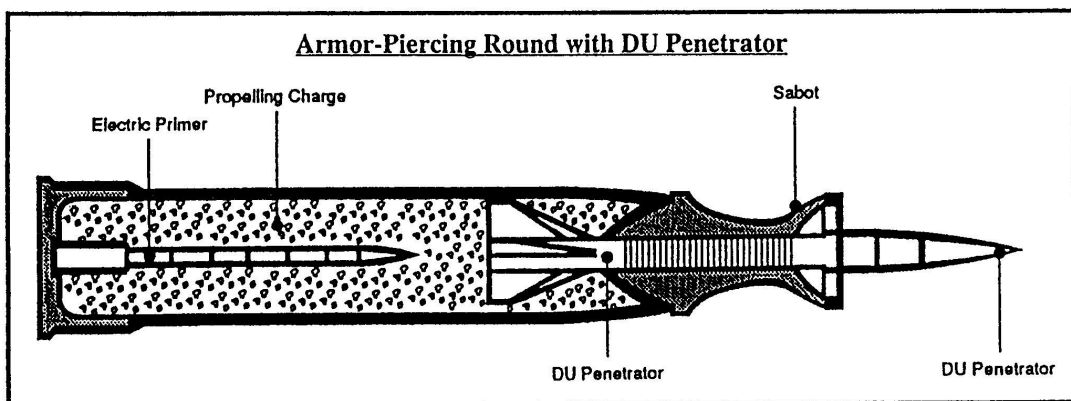 Armor-Piercing Round with DU Penetrator
Propelling Charge
Sabot
Electric Primer
DU Penetrator
DU Penetrator